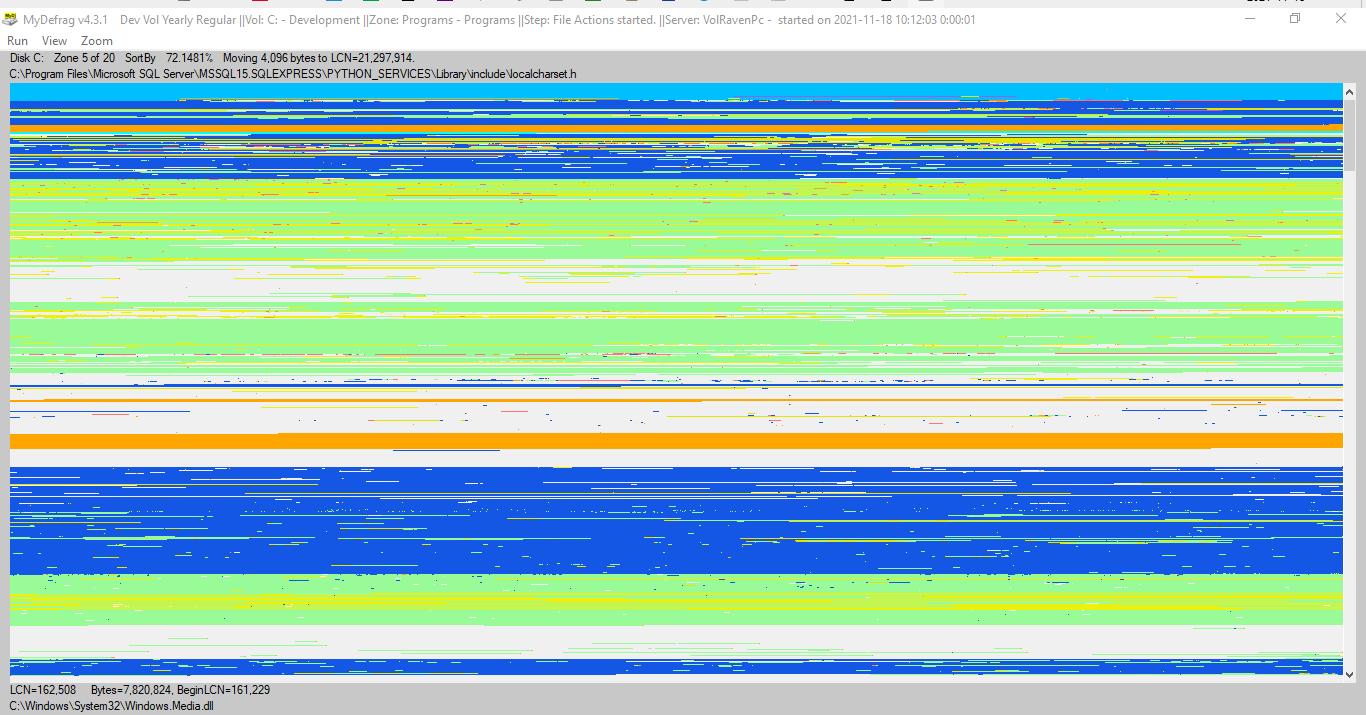 MyDefrag v4.3.1 Dev Vol Yearly Regular ||Vol: C: - Development ||Zone: Programs - Programs ||Step: File Actions started. ||Server: VolRavenPc - started on 2021-11-18 10:12:03 0:00:01
Run View Zoom
Disk C: Zone 5 of 20 SortBy 72.1481% Moving 4,096 bytes to LCN=21,297,914.
C:\Program Files\Microsoft SQL Server\MSSQL15.SQLEXPRESS\PYTHON_SERVICES\Library\include\localcharset.h
LCN=162,508 Bytes=7,820,824, BeginLCN=161,229
C:\Windows\System32\Windows.Media.dll